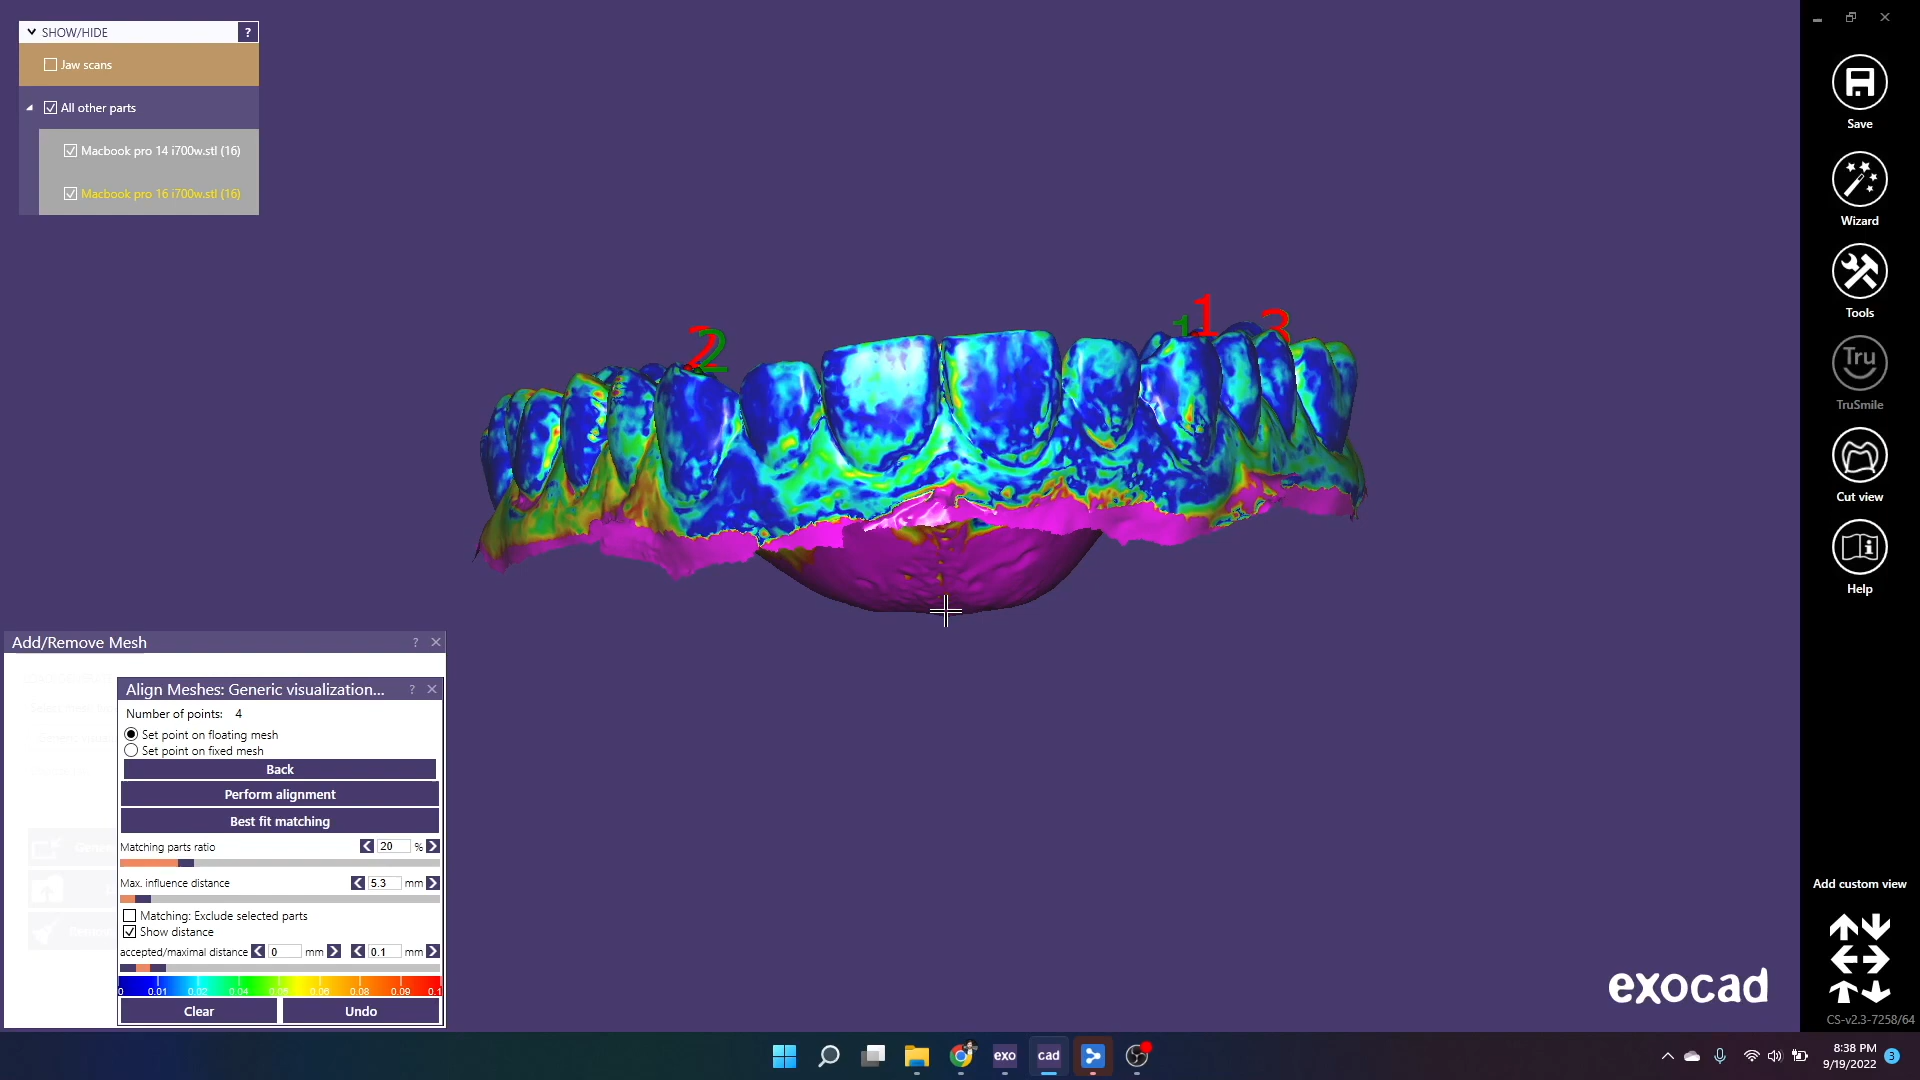 SHOW/HIDE
?
Jaw scans
All other parts
Macbook pro 14 i700w.stl (16)
Macbook pro 16 i700w.stl (16)
Save
Wizard
Tools
Tru
TruSmile
Cut view
Help
2
2
1
1
3
Add/Remove Mesh
?
Align Meshes: Generic visualization...
?
Number of points: 4
Set point on floating mesh
Set point on fixed mesh
Back
Perform alignment
Best fit matching
Matching parts ratio 20 %
Max. influence distance 5.3 mm
Matching: Exclude selected parts
Show distance
accepted/maximal distance 0 mm 0.1 mm
0 0.01 0.02 0.04 0.05 0.06 0.08 0.09 0.1
Clear Undo
Add custom view
exocad
CS-v2.3-7258/64
exo
cad
8:38 PM
9/19/2022
3